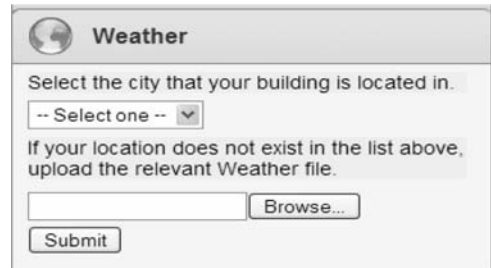 Weather
Select the city that your building is located in.
-- Select one --
If your location does not exist in the list above,
upload the relevant Weather file.
Browse...
Submit